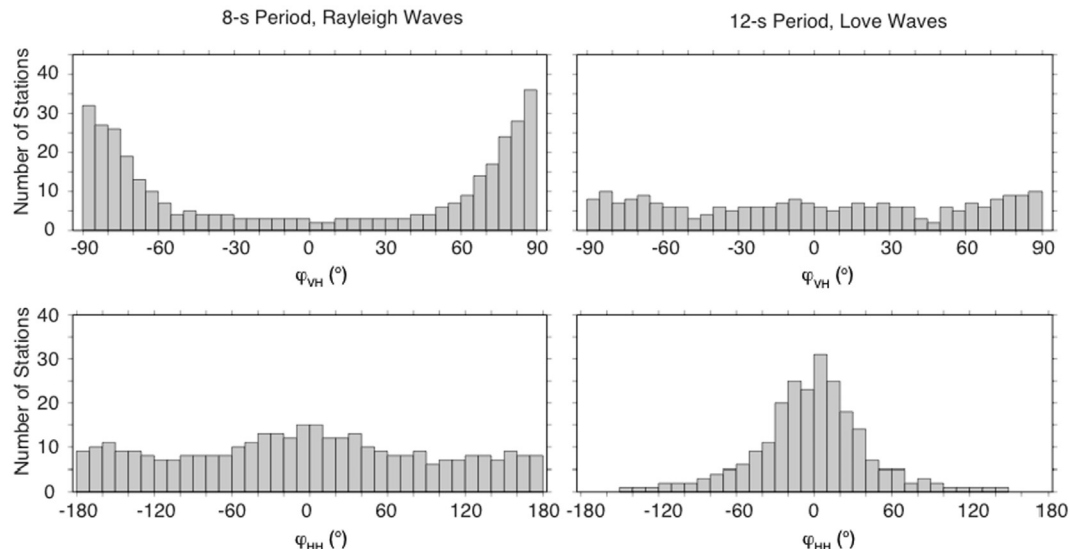 8-s Period, Rayleigh Waves
12-s Period, Love Waves
Number of Stations
40
30
20
10
0
-90 -60 -30 0 30 60 90
φVH (°)
-90 -60 -30 0 30 60 90
φVH (°)
Number of Stations
40
30
20
10
0
-180 -120 -60 0 60 120 180
φHH (°)
-180 -120 -60 0 60 120 180
φHH (°)